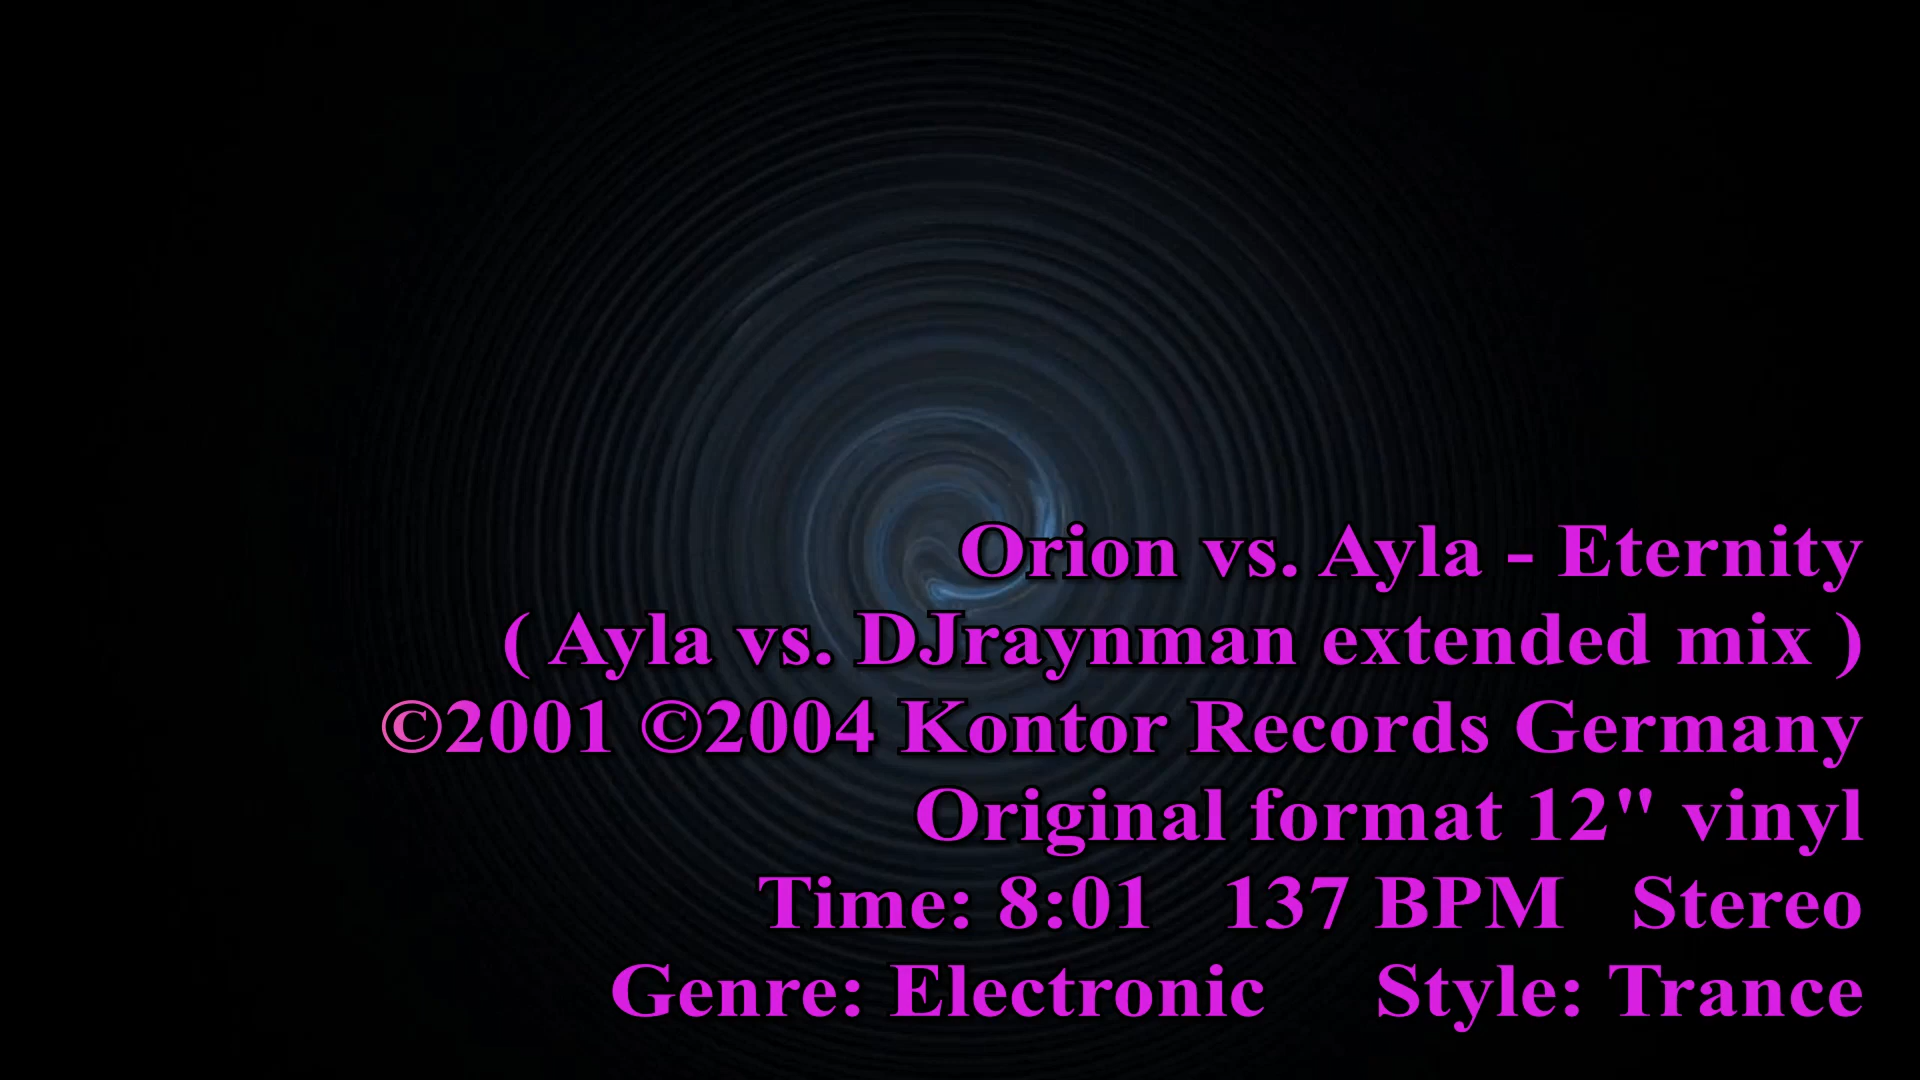 Orion vs. Ayla - Eternity
( Ayla vs. DJraynman extended mix )
©2001 ©2004 Kontor Records Germany
Original format 12" vinyl
Time: 8:01 137 BPM Stereo
Genre: Electronic Style: Trance